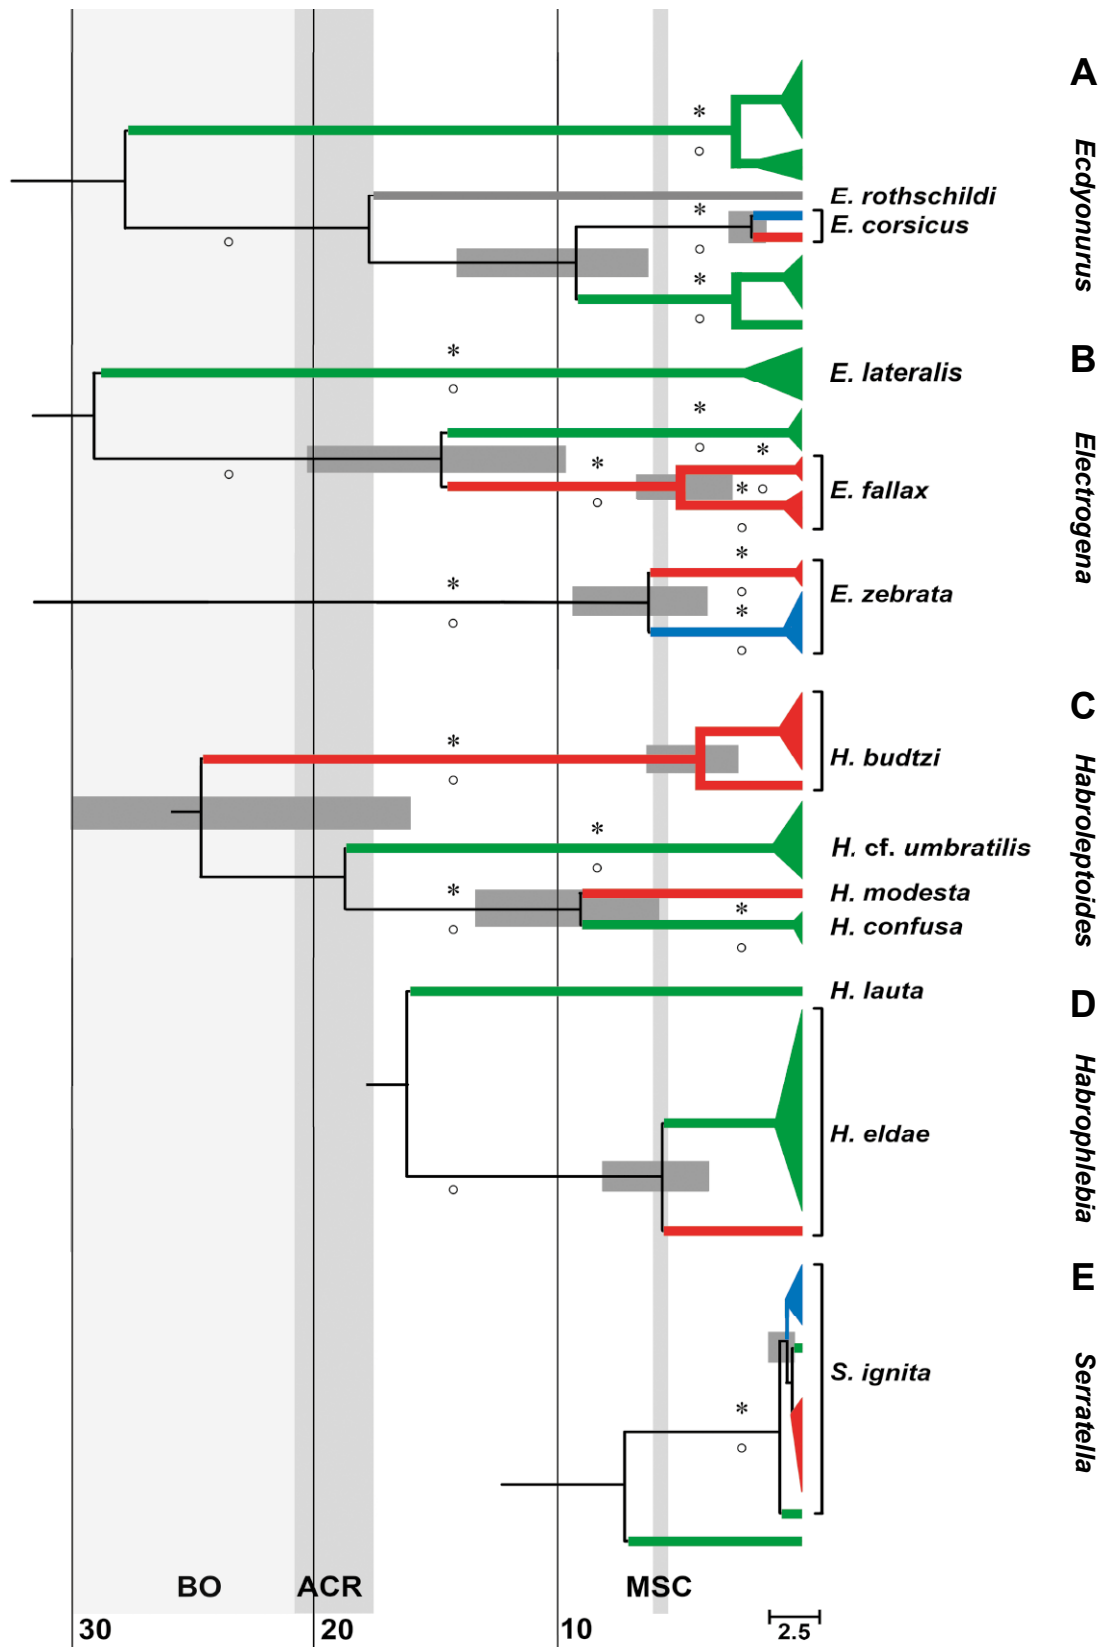 A
Ecdyonurus
E. rothschildi
E. corsicus
B
Electrogena
E. lateralis
E. fallax
E. zebrata
C
Habroleptoides
H. budtzi
H. cf. umbratilis
H. modesta
H. confusa
D
Habrophlebia
H. lauta
H. eldae
E
Serratella
S. ignita
BO ACR MSC
30 20 10 2.5